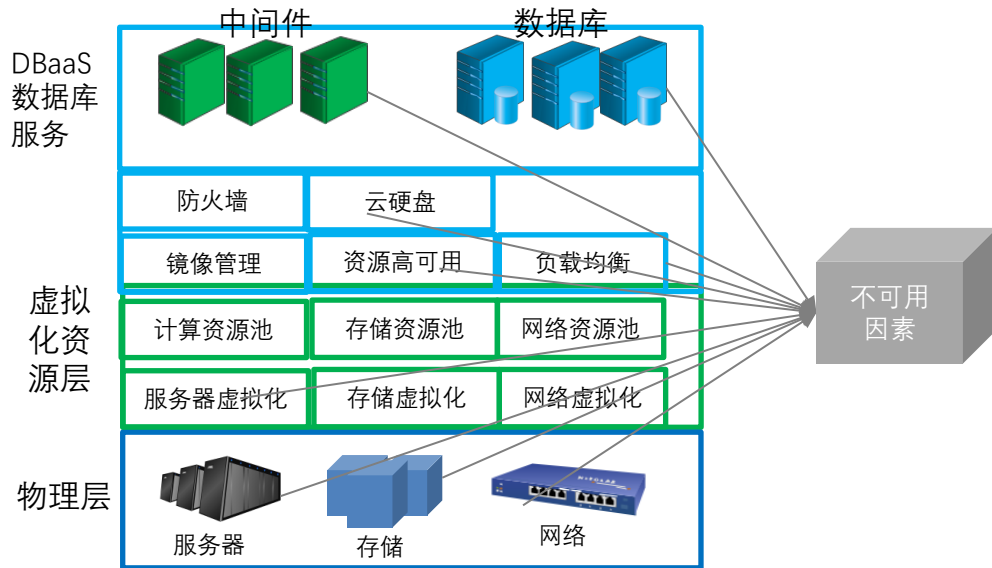 中间件
数据库
DBaaS
数据库
服务
防火墙
云硬盘
镜像管理
资源高可用
负载均衡
虚拟
化资
源层
计算资源池
存储资源池
网络资源池
服务器虚拟化
存储虚拟化
网络虚拟化
不可用
因素
物理层
服务器
存储
网络